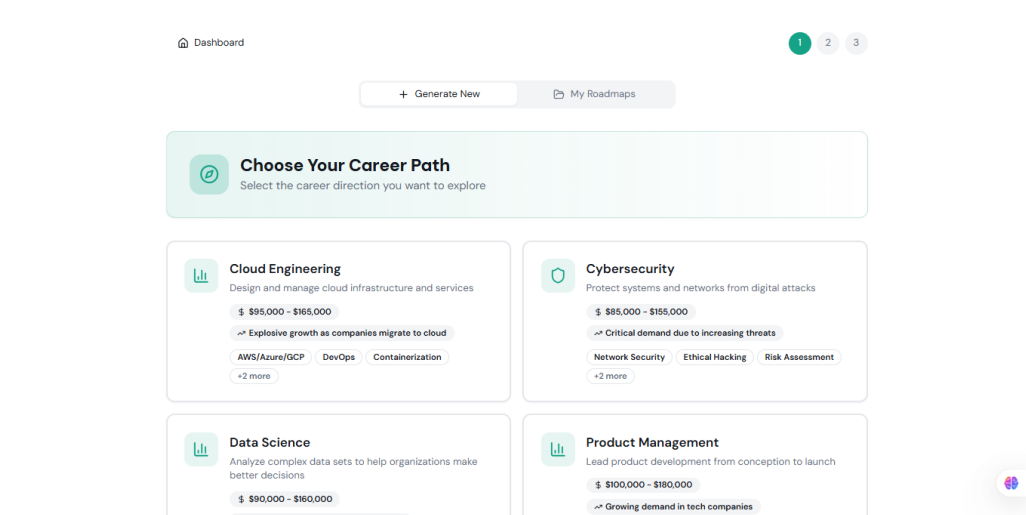 Dashboard
1 2 3
Generate New
My Roadmaps
Choose Your Career Path
Select the career direction you want to explore
Cloud Engineering
Design and manage cloud infrastructure and services
$ $95,000 - $165,000
Explosive growth as companies migrate to cloud
AWS/Azure/GCP DevOps Containerization
+2 more
Cybersecurity
Protect systems and networks from digital attacks
$ $85,000 - $155,000
Critical demand due to increasing threats
Network Security Ethical Hacking Risk Assessment
+2 more
Data Science
Analyze complex data sets to help organizations make
better decisions
$ $90,000 - $160,000
Product Management
Lead product development from conception to launch
$ $100,000 - $180,000
Growing demand in tech companies